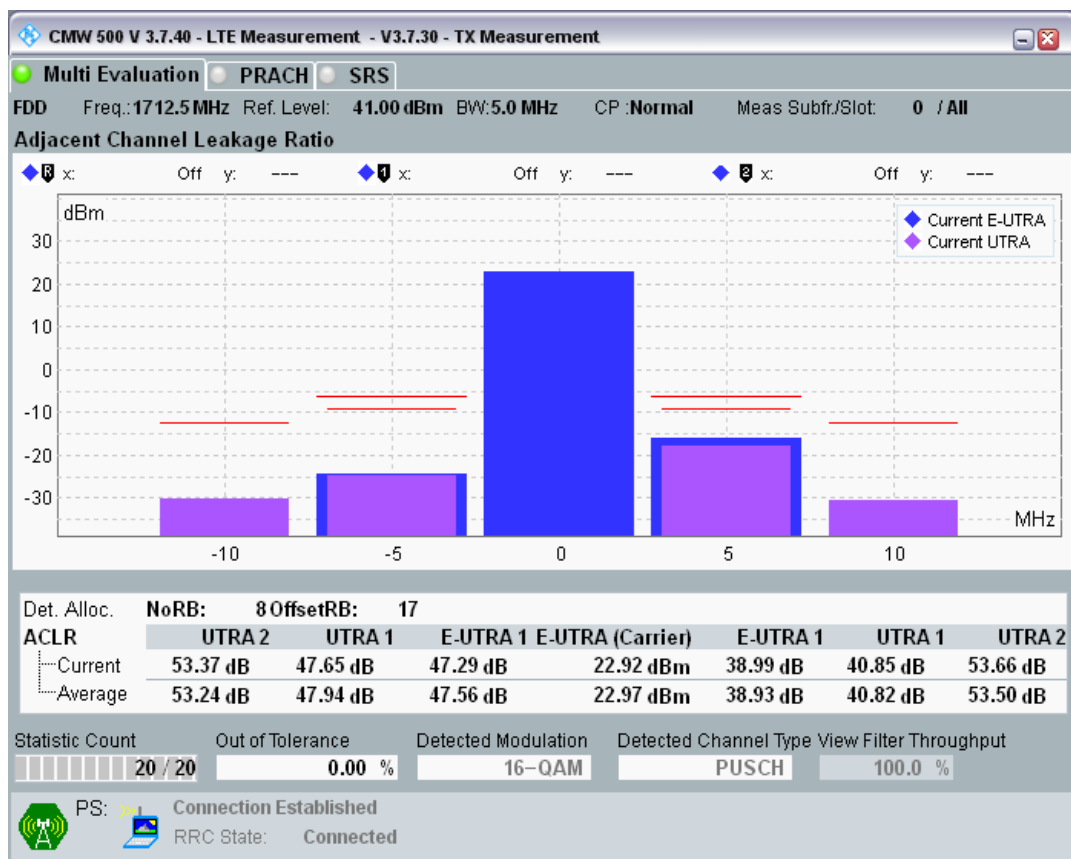 CMW 500 V 3.7.40 - LTE Measurement - V3.7.30 - TX Measurement
Multi Evaluation PRACH SRS
FDD Freq.: 1712.5 MHz Ref. Level: 41.00 dBm BW: 5.0 MHz CP : Normal Meas Subfr./Slot: 0 / All
Adjacent Channel Leakage Ratio
R x: Off y: --- 1 x: Off y: --- 2 x: Off y: ---
dBm
Current E-UTRA
Current UTRA
30
20
10
0
-10
-20
-30
MHz
-10 -5 0 5 10
Det. Alloc. NoRB: 8 OffsetRB: 17
ACLR UTRA 2 UTRA 1 E-UTRA 1 E-UTRA (Carrier) E-UTRA 1 UTRA 1 UTRA 2
Current 53.37 dB 47.65 dB 47.29 dB 22.92 dBm 38.99 dB 40.85 dB 53.66 dB
Average 53.24 dB 47.94 dB 47.56 dB 22.97 dBm 38.93 dB 40.82 dB 53.50 dB
Statistic Count Out of Tolerance Detected Modulation Detected Channel Type View Filter Throughput
20 / 20 0.00 % 16-QAM PUSCH 100.0 %
PS: Connection Established
RRC State: Connected